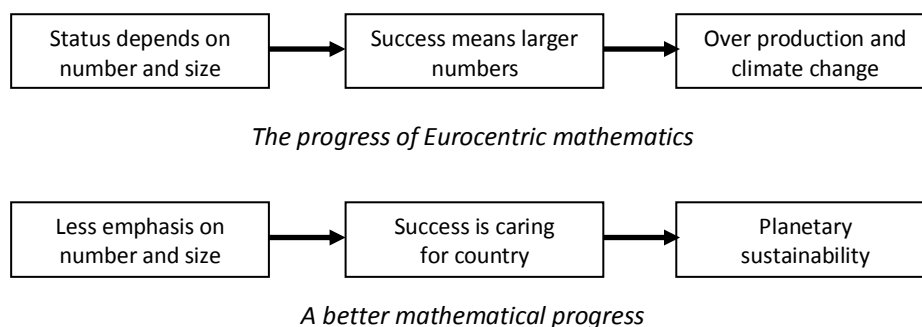 Status depends on
number and size
Success means larger
numbers
Over production and
climate change
The progress of Eurocentric mathematics
Less emphasis on
number and size
Success is caring
for country
Planetary
sustainability
A better mathematical progress